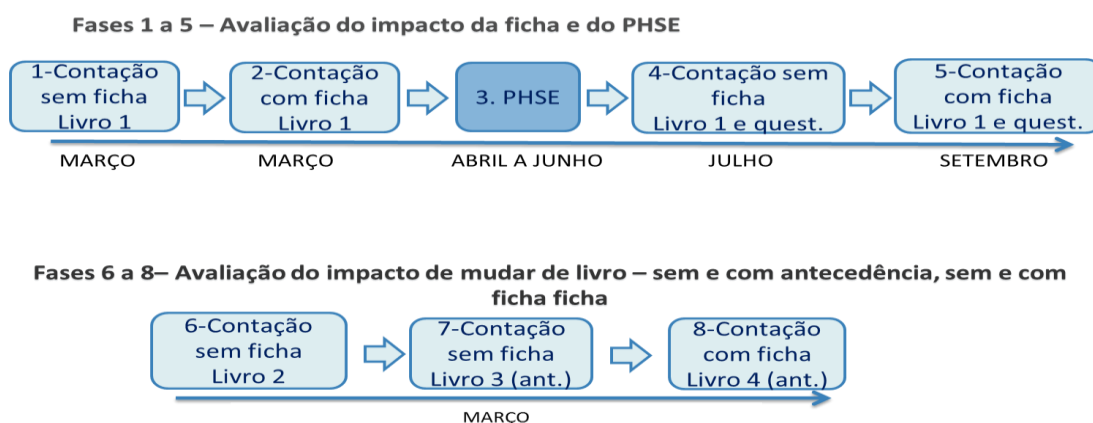 Fases 1 a 5 – Avaliação do impacto da ficha e do PHSE
1-Contação
sem ficha
Livro 1
2-Contação
com ficha
Livro 1
3. PHSE
4-Contação sem
ficha
Livro 1 e quest.
5-Contação
com ficha
Livro 1 e quest.
MARÇO
MARÇO
ABRIL A JUNHO
JULHO
SETEMBRO
Fases 6 a 8– Avaliação do impacto de mudar de livro – sem e com antecedência, sem e com
ficha ficha
6-Contação
sem ficha
Livro 2
7-Contação
sem ficha
Livro 3 (ant.)
8-Contação
com ficha
Livro 4 (ant.)
MARÇO